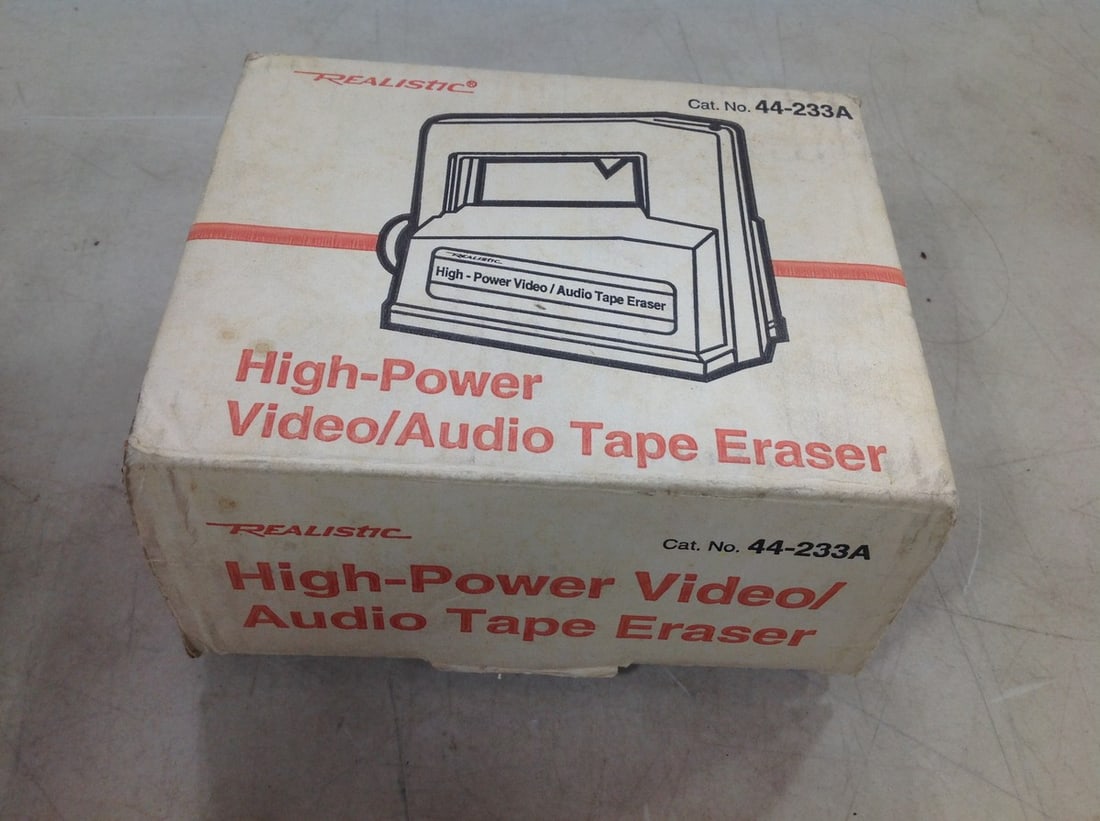 REALISTIC®
Cat. No. 44-233A
REALISTIC
High - Power Video / Audio Tape Eraser
High-Power
Video/Audio Tape Eraser
REALISTIC
Cat. No. 44-233A
High-Power Video/
Audio Tape Eraser